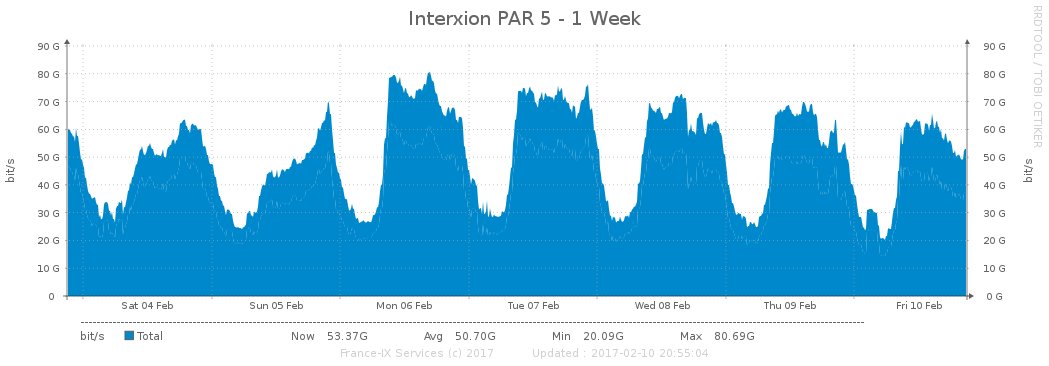 Interxion PAR 5 - 1 Week
RRDTOOL / TOBI OETIKER
90 G 90 G
80 G 80 G
70 G 70 G
60 G 60 G
50 G 50 G
40 G 40 G
30 G 30 G
20 G 20 G
10 G 10 G
0 0 G
bit/s
bit/s
Sat 04 Feb Sun 05 Feb Mon 06 Feb Tue 07 Feb Wed 08 Feb Thu 09 Feb Fri 10 Feb
bit/s Total Now 53.37G Avg 50.70G Min 20.09G Max 80.69G
France-IX Services (c) 2017 Updated : 2017-02-10 20:55:04